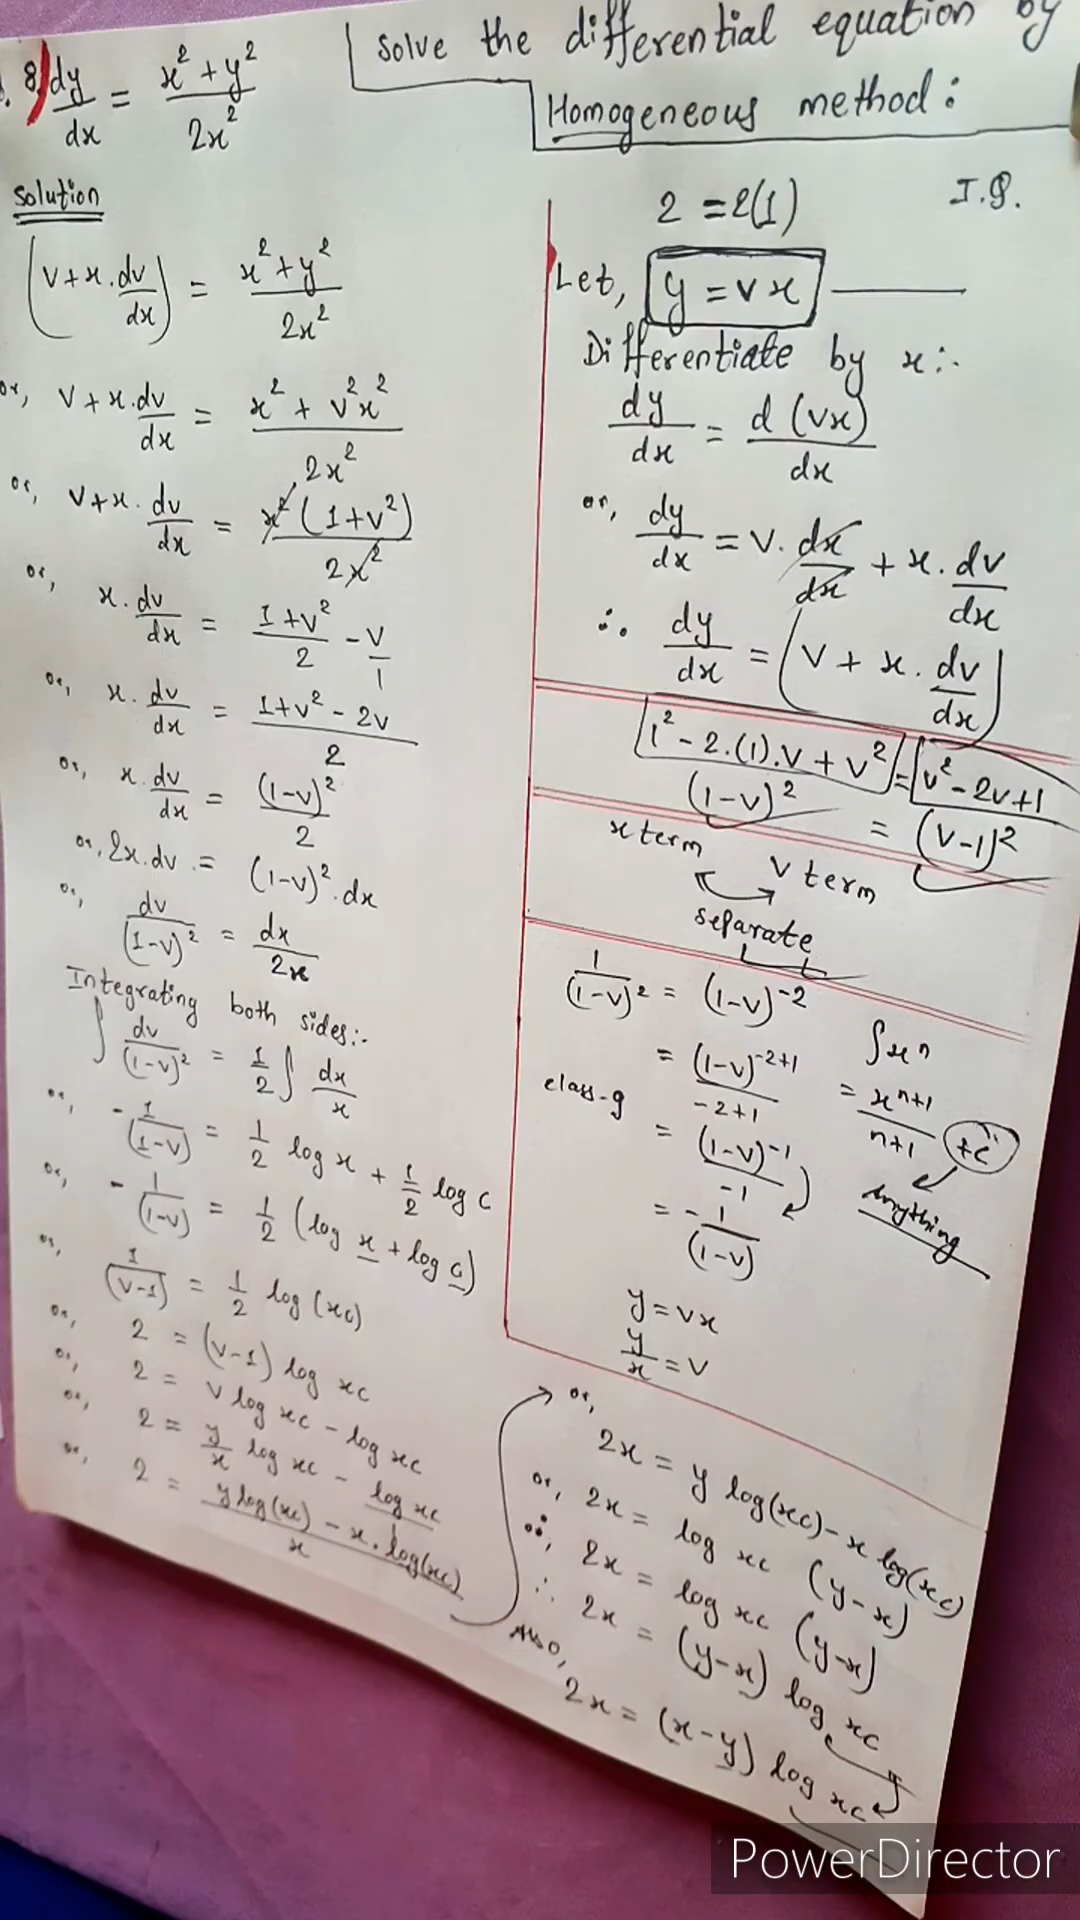 8) dy/dx = (x² + y²)/2x²
Solve the differential equation by
Homogeneous method:
Solution
(v + x.dv/dx) = (x² + y²)/2x²
or, v + x.dv/dx = (x² + v²x²)/2x²
or, v + x.dv/dx = x²(1+v²)/2x²
or, x.dv/dx = (1+v²)/2 - v/1
or, x.dv/dx = (1+v² - 2v)/2
or, x.dv/dx = (1-v)²/2
or, 2x.dv = (1-v)².dx
or, dv/(1-v)² = dx/2x
Integrating both sides:-
∫ dv/(1-v)² = 1/2 ∫ dx/x
or, - 1/(1-v) = 1/2 log x + 1/2 log c
or, - 1/(1-v) = 1/2 (log x + log c)
or, 1/(v-1) = 1/2 log (xc)
or, 2 = (v-1) log xc
or, 2 = v log xc - log xc
or, 2 = y/x log xc - log xc/1
or, 2 = (y log(xc) - x.log(xc))/x
2 = 2(1)
I.Q.
Let, y = vx
Differentiate by x:-
dy/dx = d(vx)/dx
or, dy/dx = v.dx/dx + x.dv/dx
∴ dy/dx = (v + x.dv/dx)
1² - 2.(1).v + v² = v² - 2v + 1
(1-v)² = (v-1)²
x term v term
separate
1/(1-v)² = (1-v)⁻²
= (1-v)⁻²⁺¹/-2+1
class-9
= (1-v)⁻¹/-1
= - 1/(1-v)
∫xⁿ
= xⁿ⁺¹/n+1 + c
Anything
y = vx
y/x = v
or, 2x = y log(xc) - x log(xc)
or, 2x = log xc (y-x)
∴, 2x = log xc (y-x)
∴ 2x = (y-x) log xc
Also, 2x = (x-y) log xc
PowerDirector